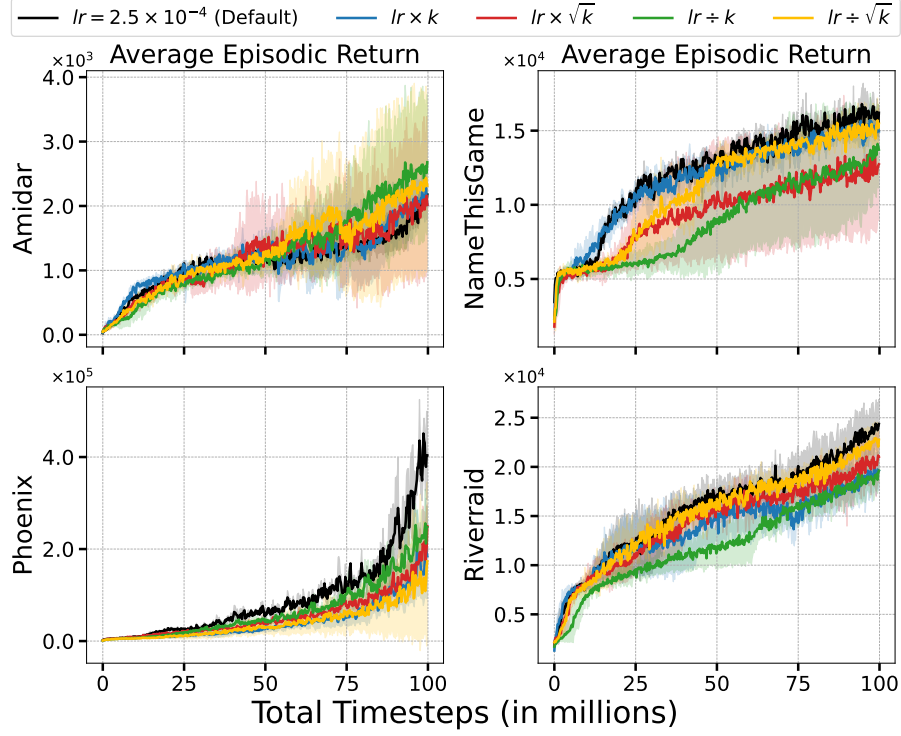 lr = 2.5 × 10⁻⁴ (Default) lr × k lr × √k lr ÷ k lr ÷ √k
Average Episodic Return Average Episodic Return
×10³ ×10⁴
4.0
3.0
2.0
1.0
0.0
Amidar
1.5
1.0
0.5
NameThisGame
×10⁵ ×10⁴
4.0
2.0
0.0
Phoenix
2.5
2.0
1.5
1.0
0.5
Riverraid
0 25 50 75 100 0 25 50 75 100
Total Timesteps (in millions)